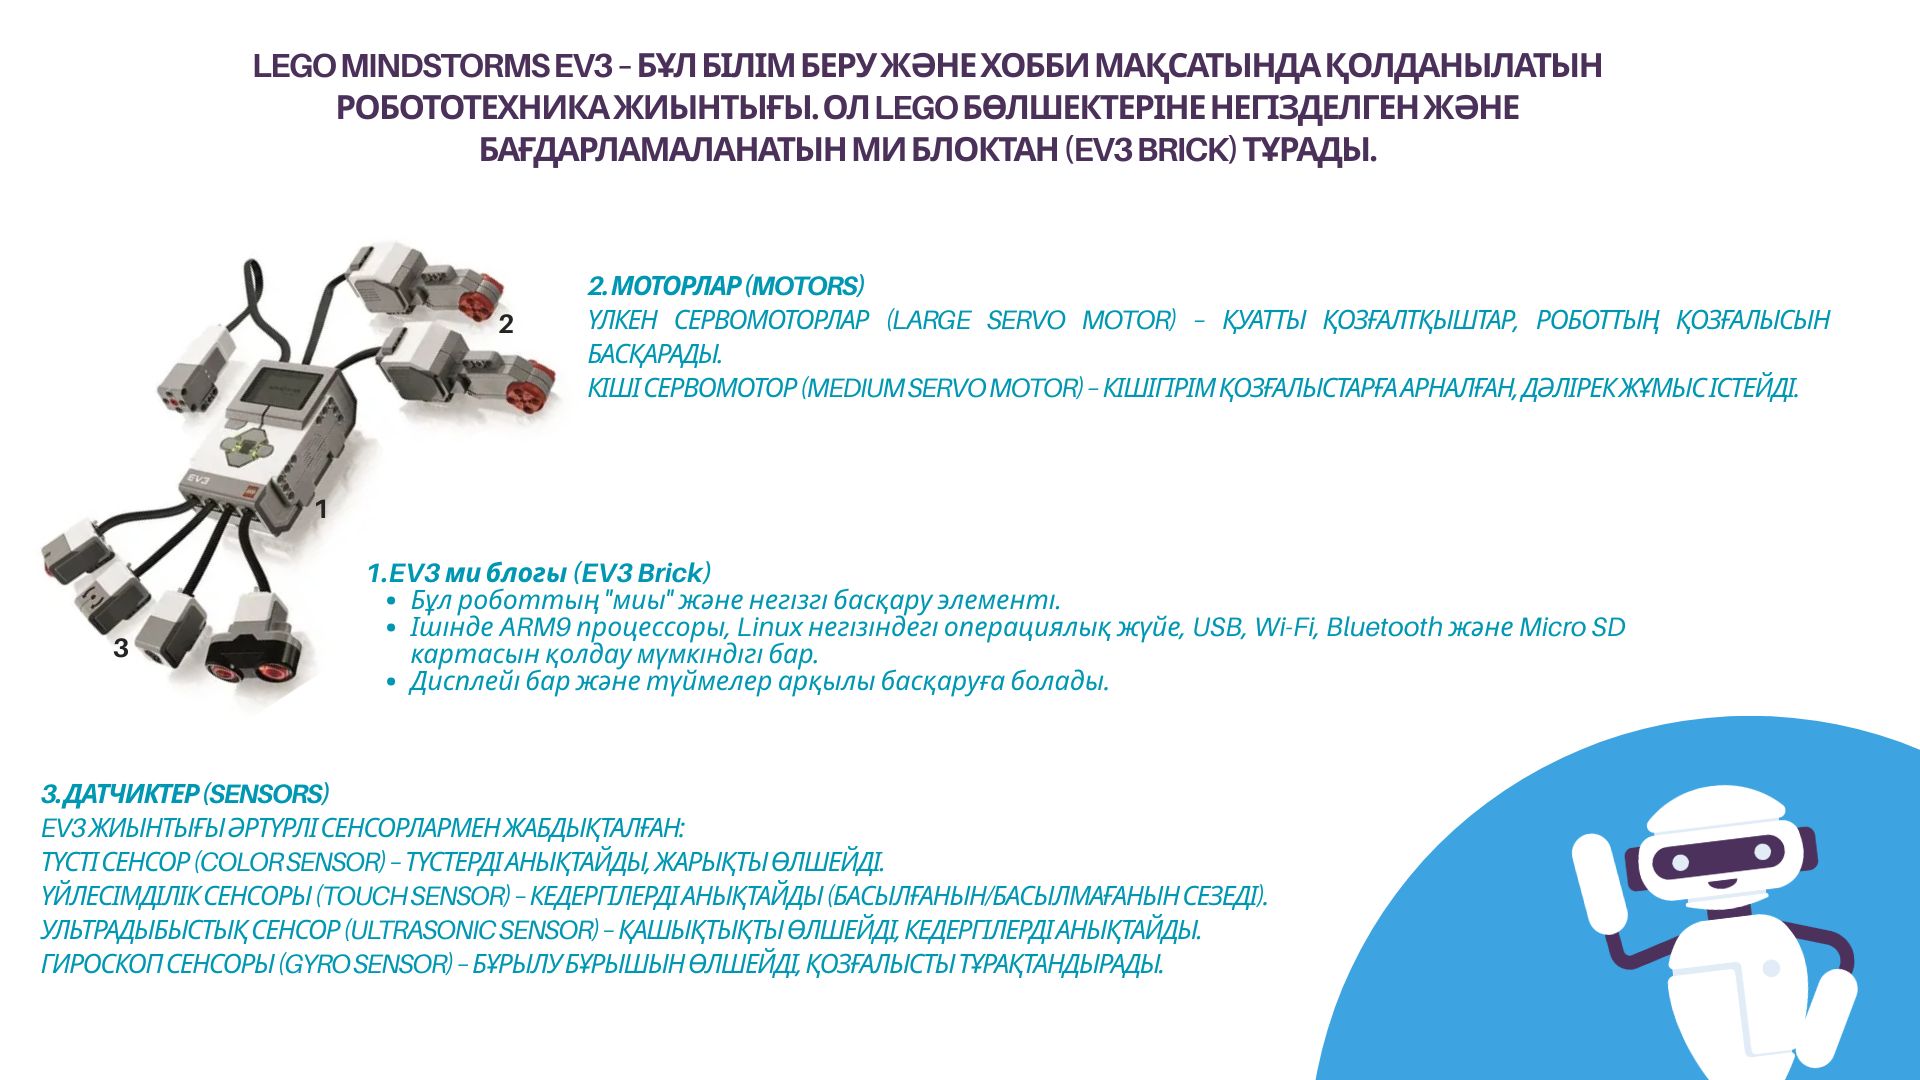 LEGO MINDSTORMS EV3 – БҰЛ БІЛІМ БЕРУ ЖӘНЕ ХОББИ МАҚСАТЫНДА ҚОЛДАНЫЛАТЫН
РОБОТОТЕХНИКА ЖИЫНТЫҒЫ. ОЛ LEGO БӨЛШЕКТЕРІНЕ НЕГІЗДЕЛГЕН ЖӘНЕ
БАҒДАРЛАМАЛАНАТЫН МИ БЛОКТАН (EV3 BRICK) ТҰРАДЫ.
2
2. МОТОРЛАР (MOTORS)
ҮЛКЕН СЕРВОМОТОРЛАР (LARGE SERVO MOTOR) – ҚУАТТЫ ҚОЗҒАЛТҚЫШТАР, РОБОТТЫҢ ҚОЗҒАЛЫСЫН
БАСҚАРАДЫ.
КІШІ СЕРВОМОТОР (MEDIUM SERVO MOTOR) – КІШІГІРІМ ҚОЗҒАЛЫСТАРҒА АРНАЛҒАН, ДӘЛІРЕК ЖҰМЫС ІСТЕЙДІ.
EV3
1
1. EV3 ми блогы (EV3 Brick)
• Бұл роботтың "миы" және негізгі басқару элементі.
• Ішінде ARM9 процессоры, Linux негізіндегі операциялық жүйе, USB, Wi-Fi, Bluetooth және Micro SD
картасын қолдау мүмкіндігі бар.
• Дисплейі бар және түймелер арқылы басқаруға болады.
3
3. ДАТЧИКТЕР (SENSORS)
EV3 ЖИЫНТЫҒЫ ӘРТҮРЛІ СЕНСОРЛАРМЕН ЖАБДЫҚТАЛҒАН:
ТҮСТІ СЕНСОР (COLOR SENSOR) – ТҮСТЕРДІ АНЫҚТАЙДЫ, ЖАРЫҚТЫ ӨЛШЕЙДІ.
ҮЙЛЕСІМДІЛІК СЕНСОРЫ (TOUCH SENSOR) – КЕДЕРГІЛЕРДІ АНЫҚТАЙДЫ (БАСЫЛҒАНЫН/БАСЫЛМАҒАНЫН СЕЗЕДІ).
УЛЬТРАДЫБЫСТЫҚ СЕНСОР (ULTRASONIC SENSOR) – ҚАШЫҚТЫҚТЫ ӨЛШЕЙДІ, КЕДЕРГІЛЕРДІ АНЫҚТАЙДЫ.
ГИРОСКОП СЕНСОРЫ (GYRO SENSOR) – БҰРЫЛУ БҰРЫШЫН ӨЛШЕЙДІ, ҚОЗҒАЛЫСТЫ ТҰРАҚТАНДЫРАДЫ.